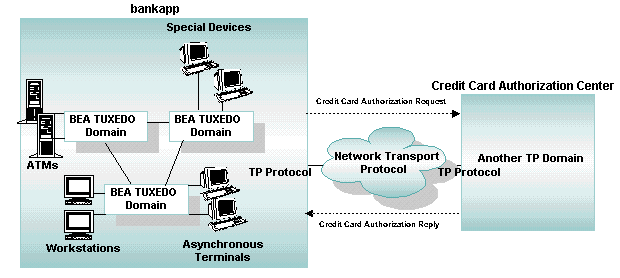 bankapp
Special Devices
BEA TUXEDO
Domain
BEA TUXEDO
Domain
ATMs
BEA TUXEDO
Domain
Workstations
Asynchronous
Terminals
Credit Card Authorization Request
TP Protocol
Network Transport
Protocol
TP Protocol
Credit Card Authorization Reply
Credit Card Authorization Center
Another TP Domain